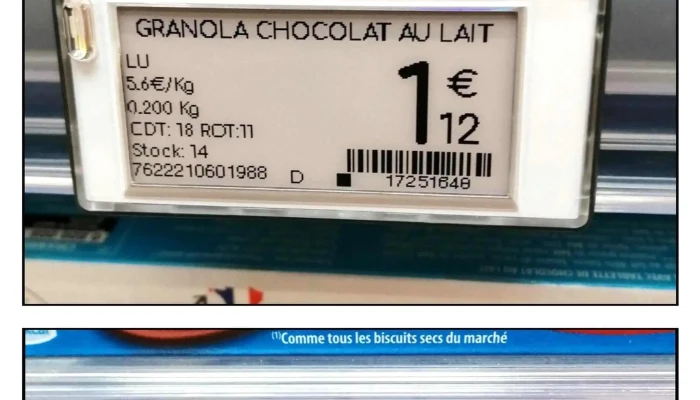 GRANOLA CHOCOLAT AU LAIT
LU
5.6€/Kg
0.200 Kg
CDT: 18 ROT:11
Stock: 14
7622210601988 D
1 €
12
17251648
(1)Comme tous les biscuits secs du marché